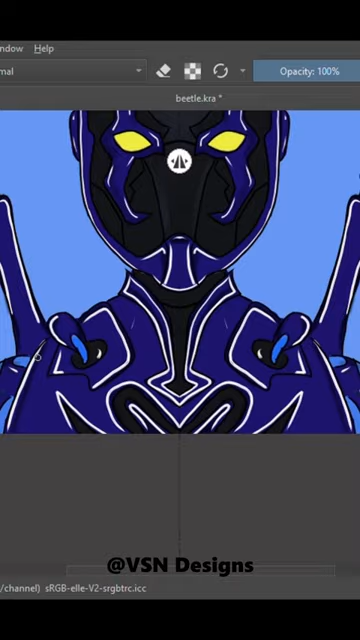 ndow Help
mal
Opacity: 100%
beetle.kra *
@VSN Designs
/channel) sRGB-elle-V2-srgbtrc.icc